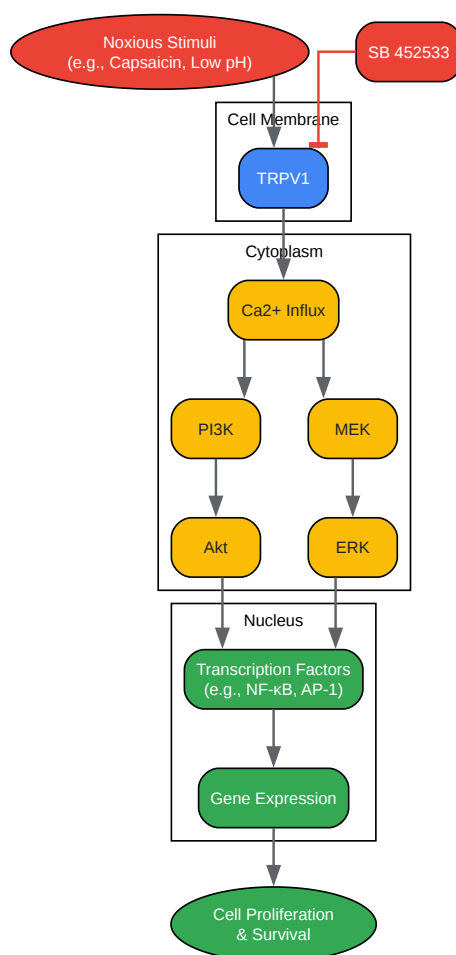 Noxious Stimuli
(e.g., Capsaicin, Low pH)
SB 452533
Cell Membrane
TRPV1
Cytoplasm
Ca2+ Influx
PI3K
MEK
Akt
ERK
Nucleus
Transcription Factors
(e.g., NF-κB, AP-1)
Gene Expression
Cell Proliferation
& Survival